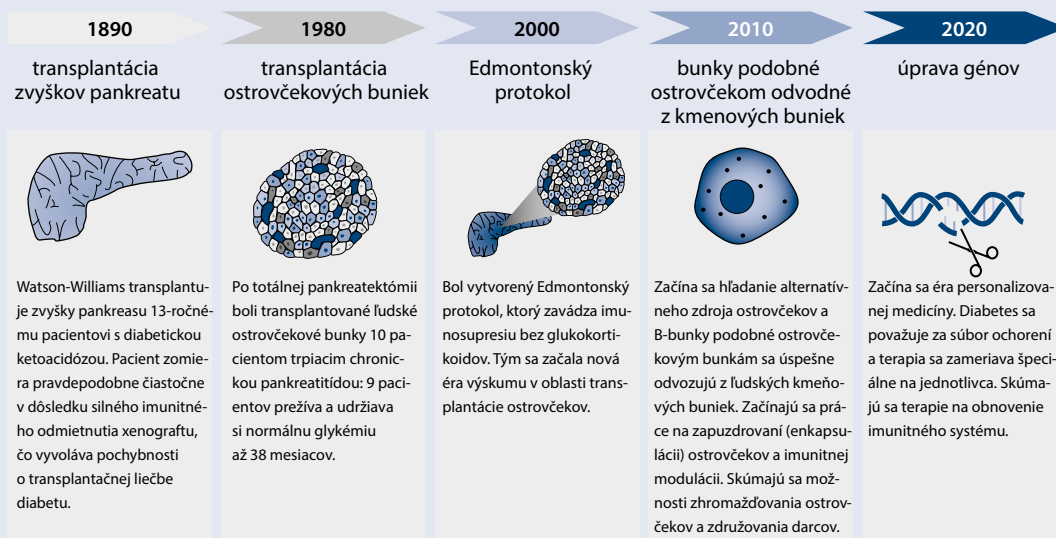 1890
transplantácia
zvyškov pankreatu
Watson-Williams transplantu-
je zvyšky pankreasu 13-ročné-
mu pacientovi s diabetickou
ketoacidózou. Pacient zomie-
ra pravdepodobne čiastočne
v dôsledku silného imunitné-
ho odmietnutia xenograftu,
čo vyvoláva pochybnosti
o transplantačnej liečbe
diabetu.
1980
transplantácia
ostrovčekových buniek
Po totálnej pankreatektómii
boli transplantované ľudské
ostrovčekové bunky 10 pa-
cientom trpiacim chronic-
kou pankreatitídou: 9 paci-
entov prežíva a udržiava
si normálnu glykémiu
až 38 mesiacov.
2000
Edmontonský
protokol
Bol vytvorený Edmontonský
protokol, ktorý zavádza imu-
nosupresiu bez glukokorti-
koidov. Tým sa začala nová
éra výskumu v oblasti trans-
plantácie ostrovčekov.
2010
bunky podobné
ostrovčekom odvodné
z kmenových buniek
Začína sa hľadanie alternatív-
neho zdroja ostrovčekov a
B-bunky podobné ostrovče-
kovým bunkám sa úspešne
odvozujú z ľudských kmeňo-
vých buniek. Začínajú sa prá-
ce na zapuzdrovaní (enkapsu-
lácii) ostrovčekov a imunitnej
modulácii. Skúmajú sa mož-
nosti zhromažďovania ostrov-
čekov a združovania darcov.
2020
úprava génov
Začína sa éra personalizova-
nej medicíny. Diabetes sa
považuje za súbor ochorení
a terapia sa zameriava špeci-
álne na jednotlivca. Skúma-
jú sa terapie na obnovenie
imunitného systému.